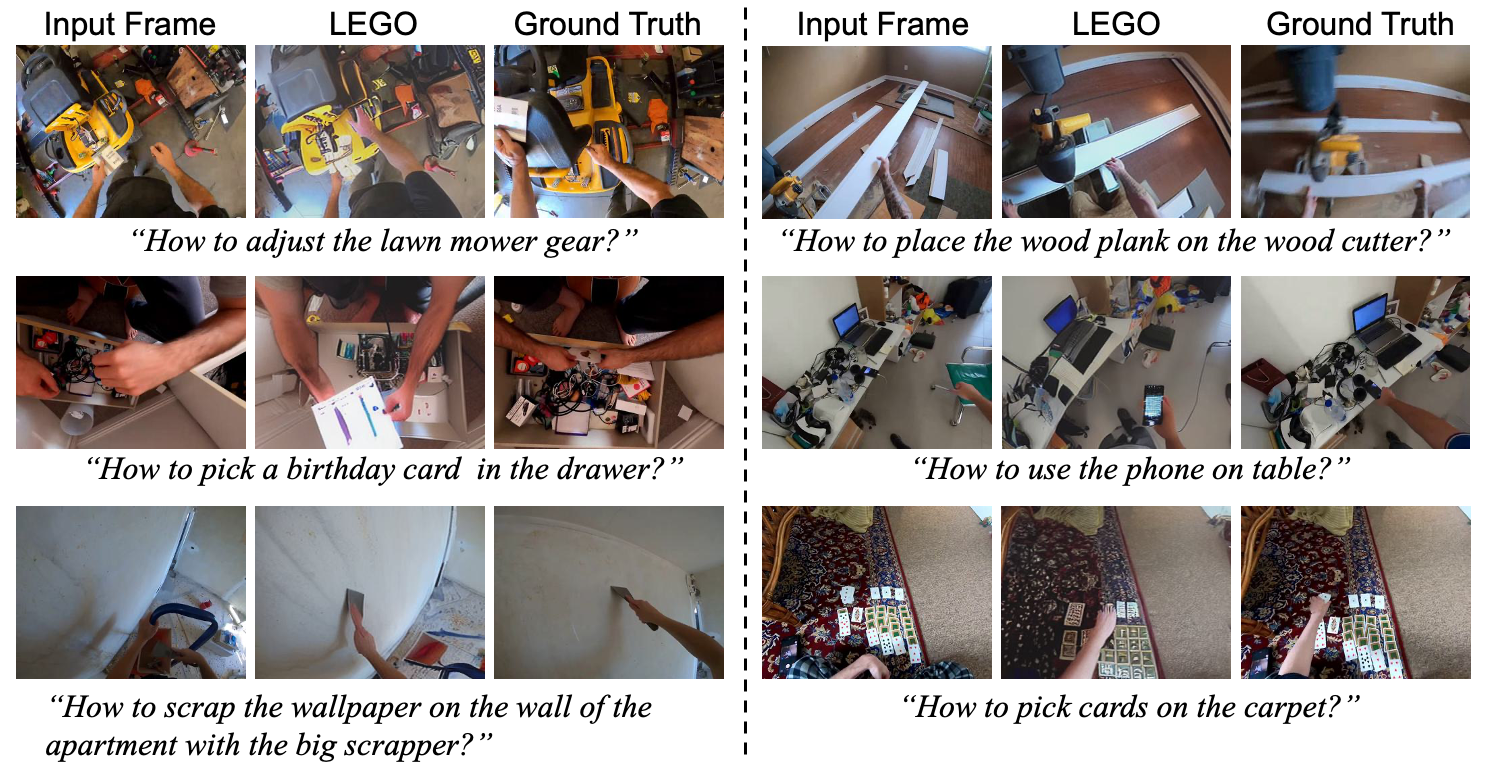 Input Frame LEGO Ground Truth
“How to adjust the lawn mower gear?”
“How to pick a birthday card in the drawer?”
“How to scrap the wallpaper on the wall of the
apartment with the big scrapper?”
Input Frame LEGO Ground Truth
“How to place the wood plank on the wood cutter?”
“How to use the phone on table?”
“How to pick cards on the carpet?”